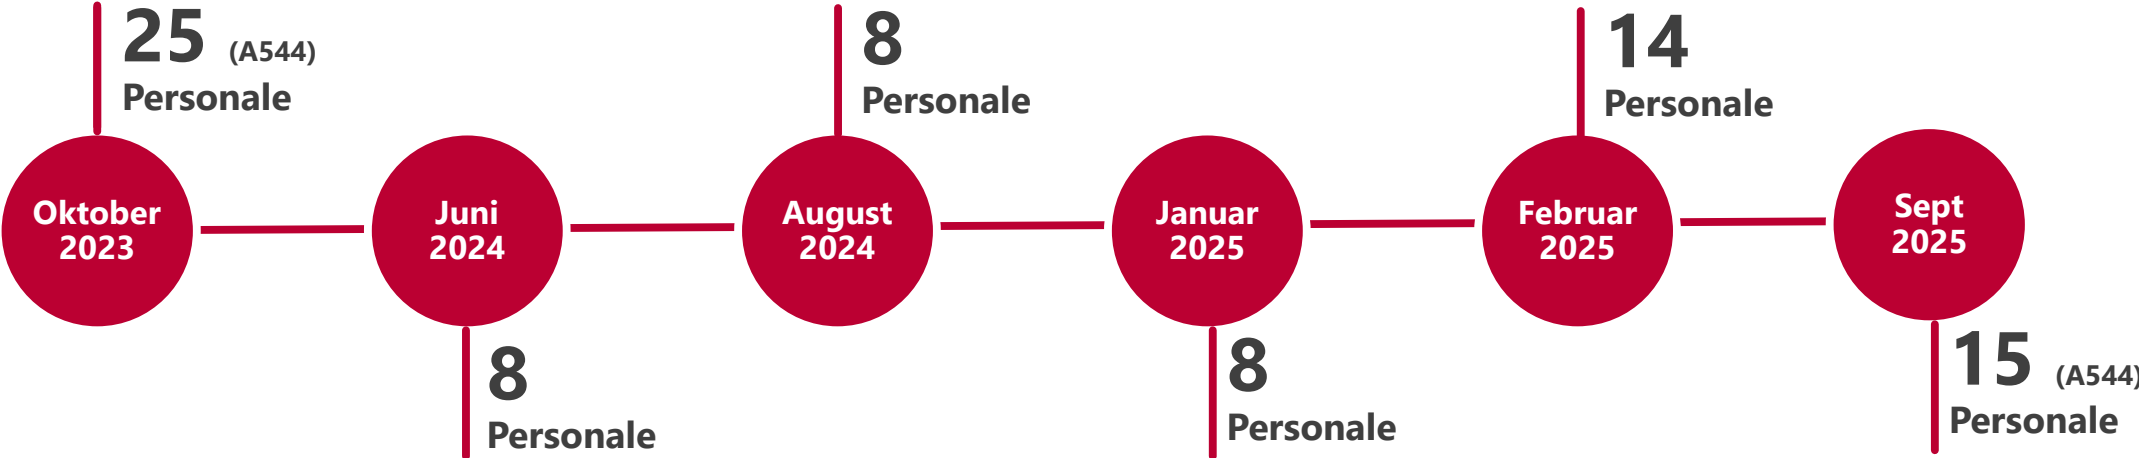 25 (A544)
Personale
8
Personale
14
Personale
Oktober
2023
Juni
2024
August
2024
Januar
2025
Februar
2025
Sept
2025
8
Personale
8
Personale
15 (A544)
Personale